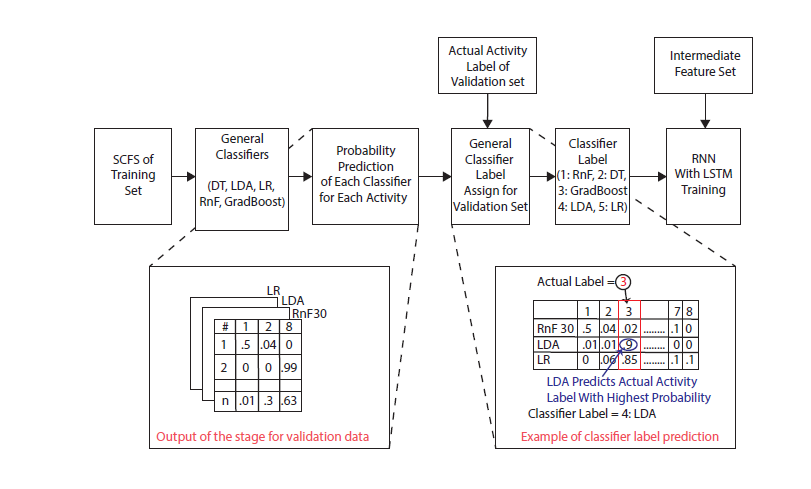 Actual Activity
Label of
Validation set
Intermediate
Feature Set
SCFS of
Training
Set
General
Classifiers
(DT, LDA, LR,
RnF, GradBoost)
Probability
Prediction
of Each Classifier
for Each Activity
General
Classifier
Label
Assign for
Validation Set
Classifier
Label
(1: RnF, 2: DT,
3: GradBoost
4: LDA, 5: LR)
RNN
With LSTM
Training
LR
LDA
RnF30
# 1 2 8
1 .5 .04 0
2 0 0 .99
n .01 .3 .63
Output of the stage for validation data
Actual Label = 3
1 2 3 7 8
RnF 30 .5 .04 .02 ........ .1 0
LDA .01 .01 .9 ........ 0 0
LR 0 .06 .85 ........ .1 .1
LDA Predicts Actual Activity
Label With Highest Probability
Classifier Label = 4: LDA
Example of classifier label prediction